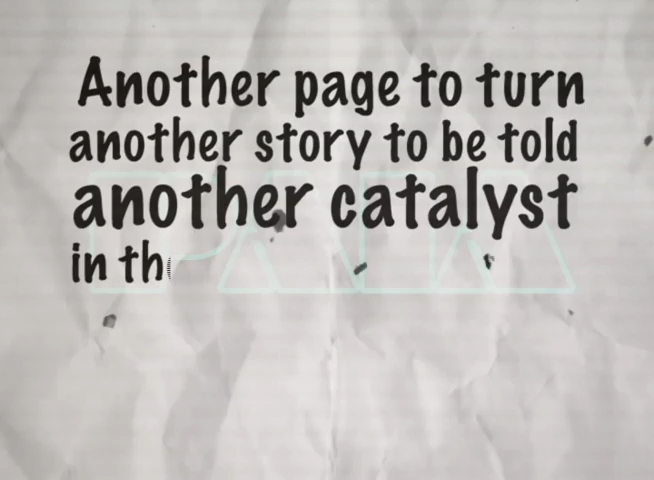 Another page to turn
another story to be told
another catalyst
in th